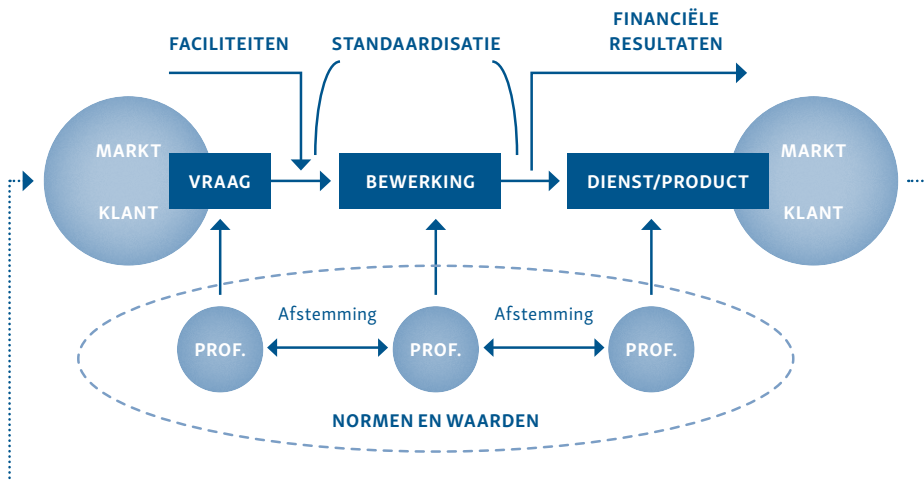 FACILITEITEN
STANDAARDISATIE
FINANCIËLE
RESULTATEN
MARKT
KLANT
VRAAG
BEWERKING
DIENST/PRODUCT
MARKT
KLANT
Afstemming
Afstemming
PROF.
PROF.
PROF.
NORMEN EN WAARDEN